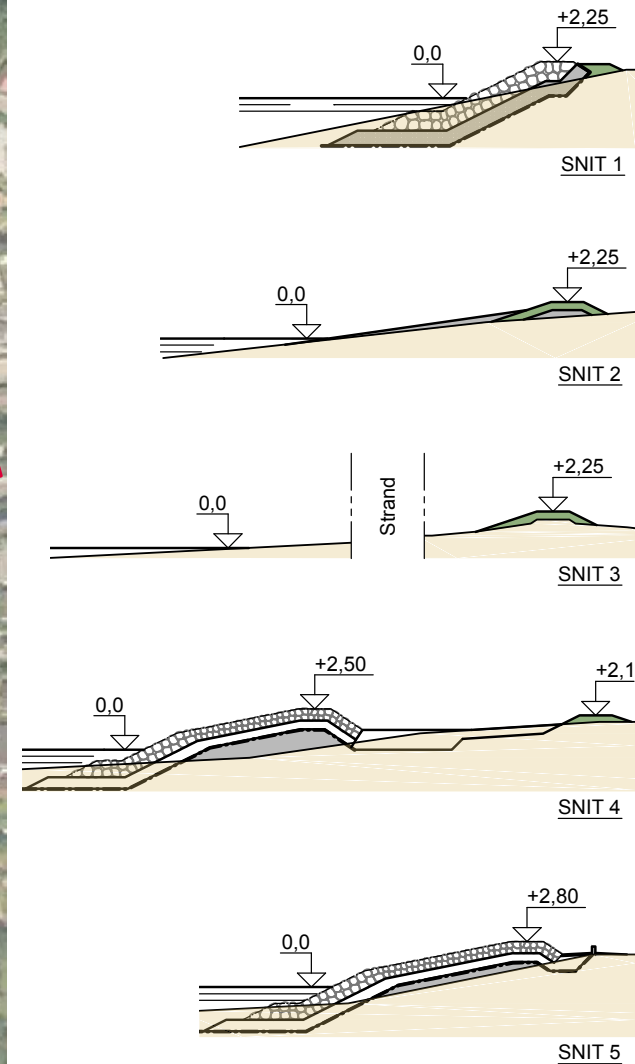 +2,25
0,0
SNIT 1
+2,25
0,0
SNIT 2
Strand
+2,25
0,0
SNIT 3
+2,50
+2,1
0,0
SNIT 4
+2,80
0,0
SNIT 5